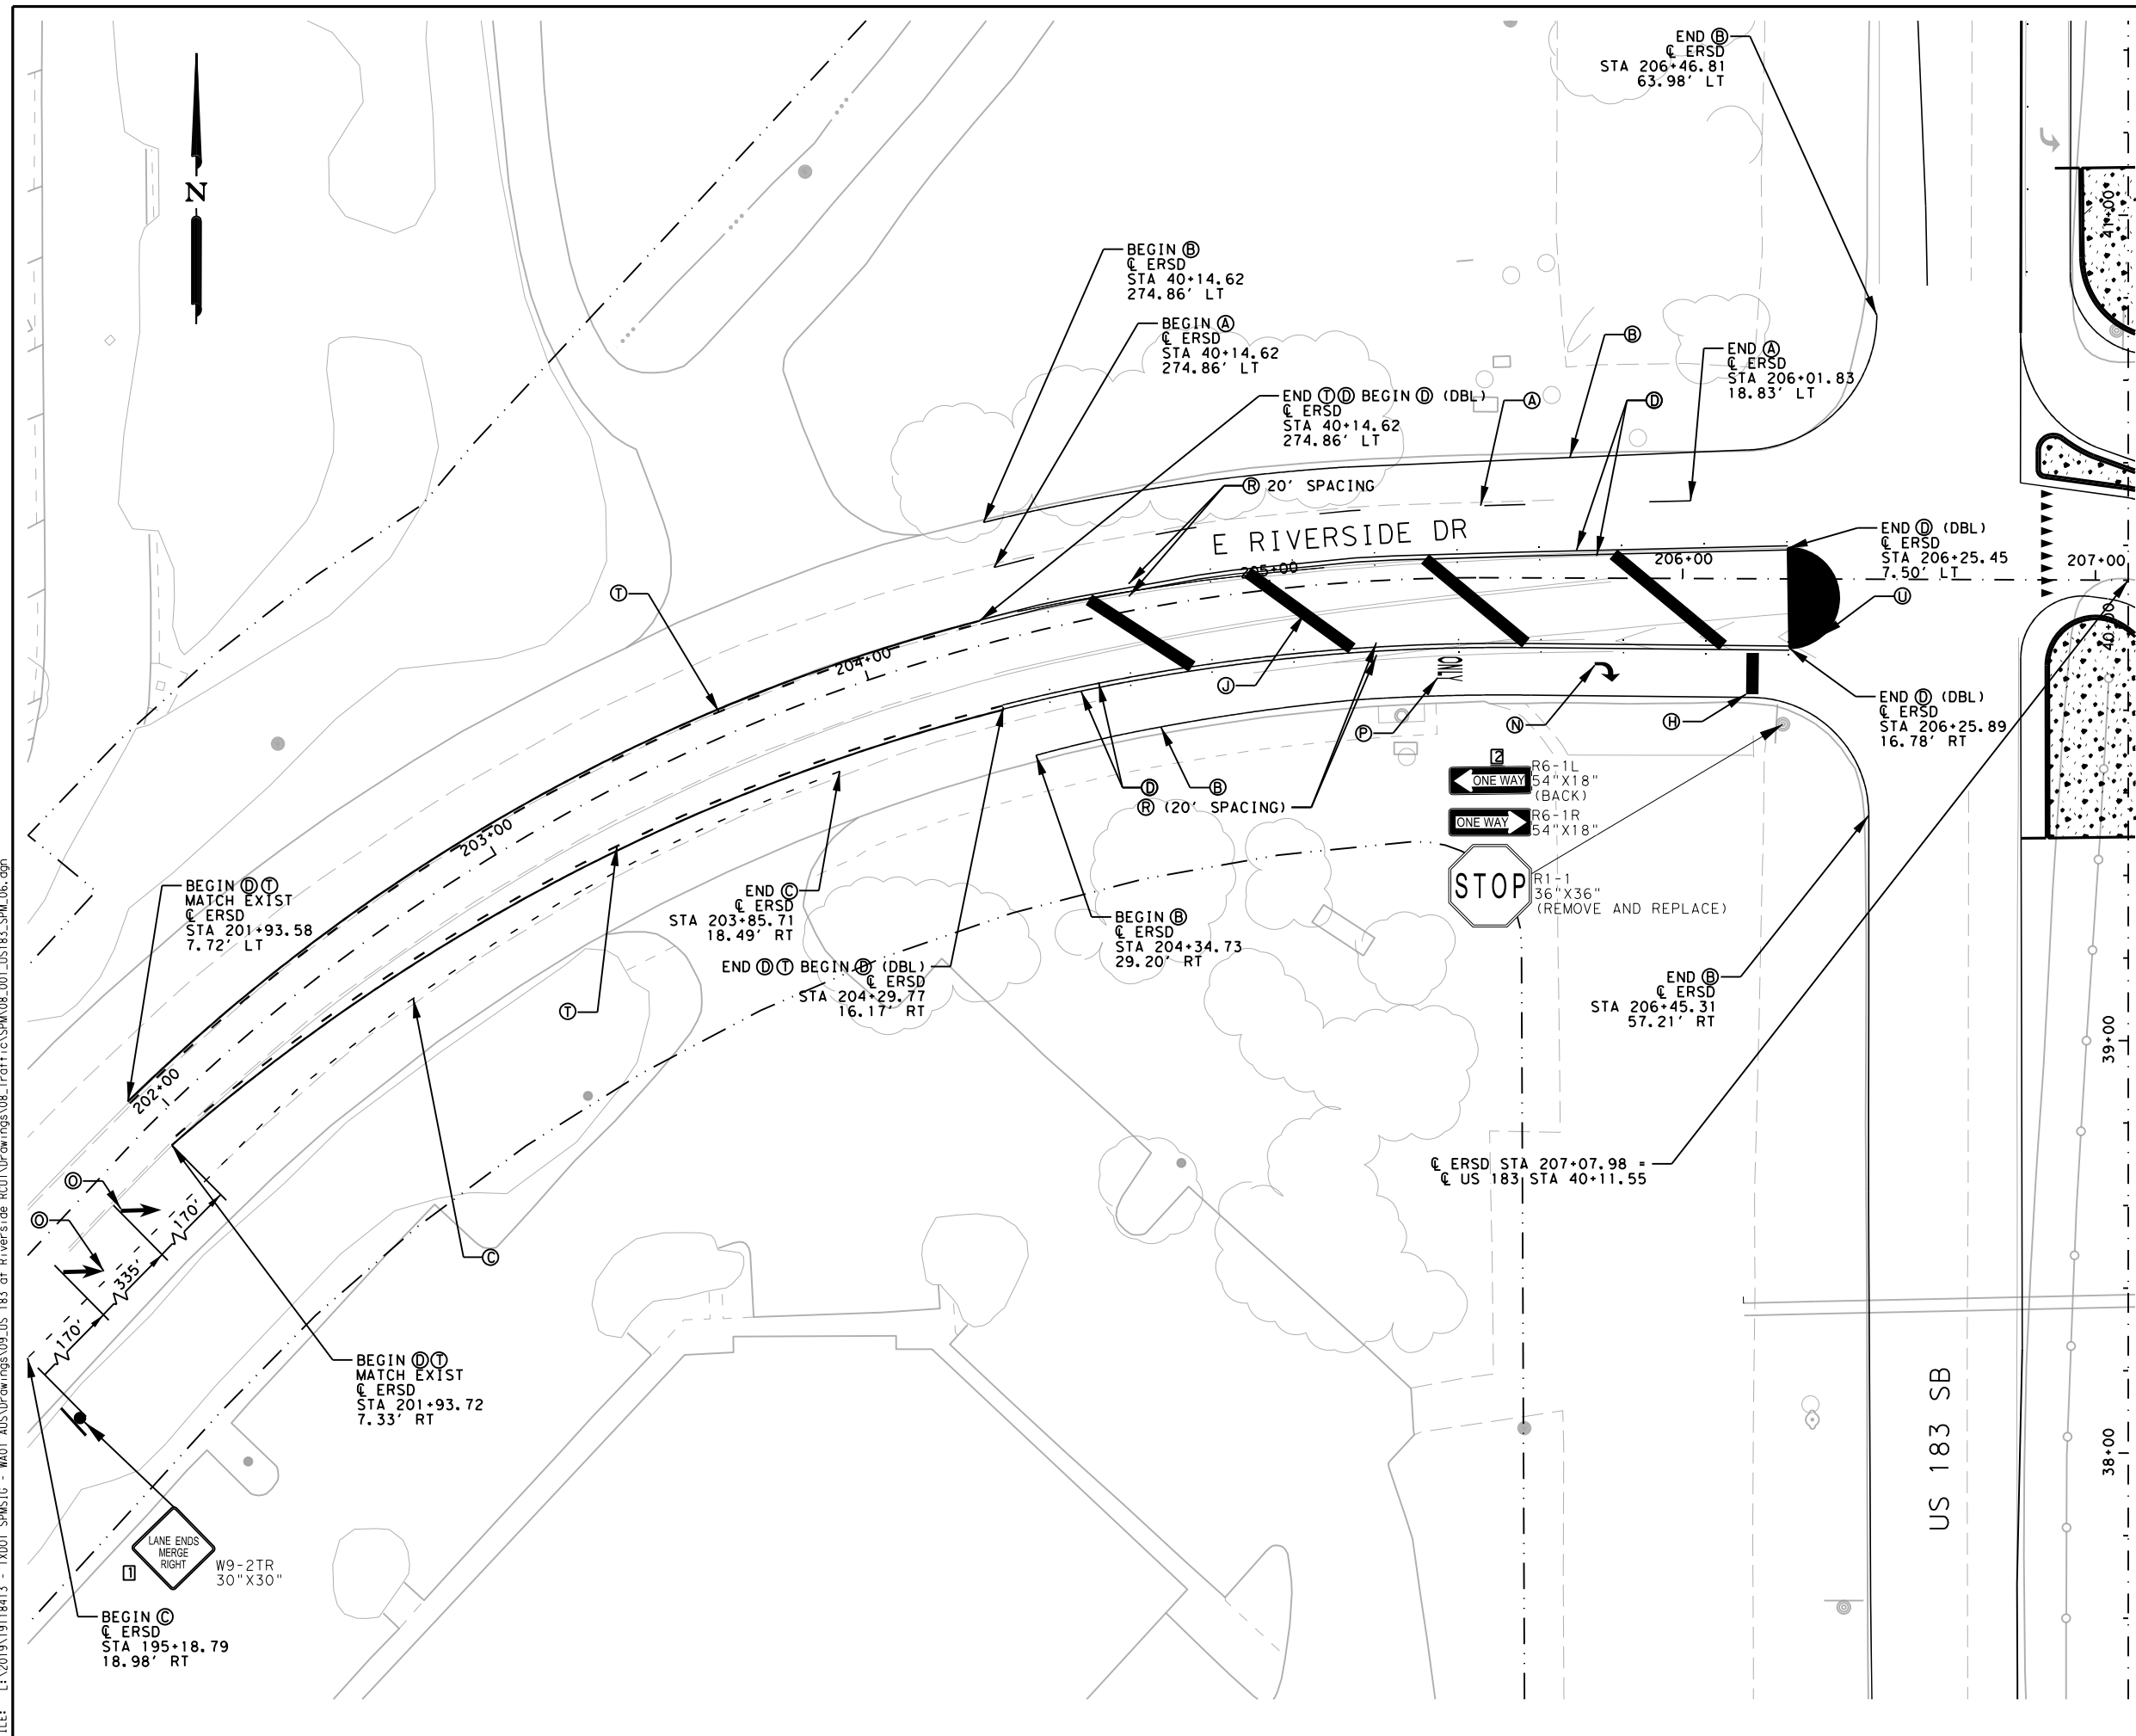 END B
℄ ERSD
STA 206+46.81
63.98' LT
N
BEGIN B
℄ ERSD
STA 40+14.62
274.86' LT
BEGIN A
℄ ERSD
STA 40+14.62
274.86' LT
END T D BEGIN D (DBL)
℄ ERSD
STA 40+14.62
274.86' LT
B
A
D
END A
℄ ERSD
STA 206+01.83
18.83' LT
41+00
R 20' SPACING
E RIVERSIDE DR
205+00
206+00
207+00
END D (DBL)
℄ ERSD
STA 206+25.45
7.50' LT
U
40+00
T
204+00
J
ONLY
P
N
H
END D (DBL)
℄ ERSD
STA 206+25.89
16.78' RT
D
B
R (20' SPACING)
2
ONE WAY
R6-1L
54"X18"
(BACK)
ONE WAY
R6-1R
54"X18"
STOP
R1-1
36"X36"
(REMOVE AND REPLACE)
203+00
BEGIN D T
MATCH EXIST
℄ ERSD
STA 201+93.58
7.72' LT
END C
℄ ERSD
STA 203+85.71
18.49' RT
END D T BEGIN D (DBL)
℄ ERSD
STA 204+29.77
16.17' RT
BEGIN B
℄ ERSD
STA 204+34.73
29.20' RT
END B
℄ ERSD
STA 206+45.31
57.21' RT
T
39+00
202+00
℄ ERSD STA 207+07.98 =
℄ US 183 STA 40+11.55
O
O
170'
335'
170'
C
BEGIN D T
MATCH EXIST
℄ ERSD
STA 201+93.72
7.33' RT
US 183 SB
38+00
LANE ENDS
MERGE
RIGHT
1
W9-2TR
30"X30"
BEGIN C
℄ ERSD
STA 195+18.79
18.98' RT